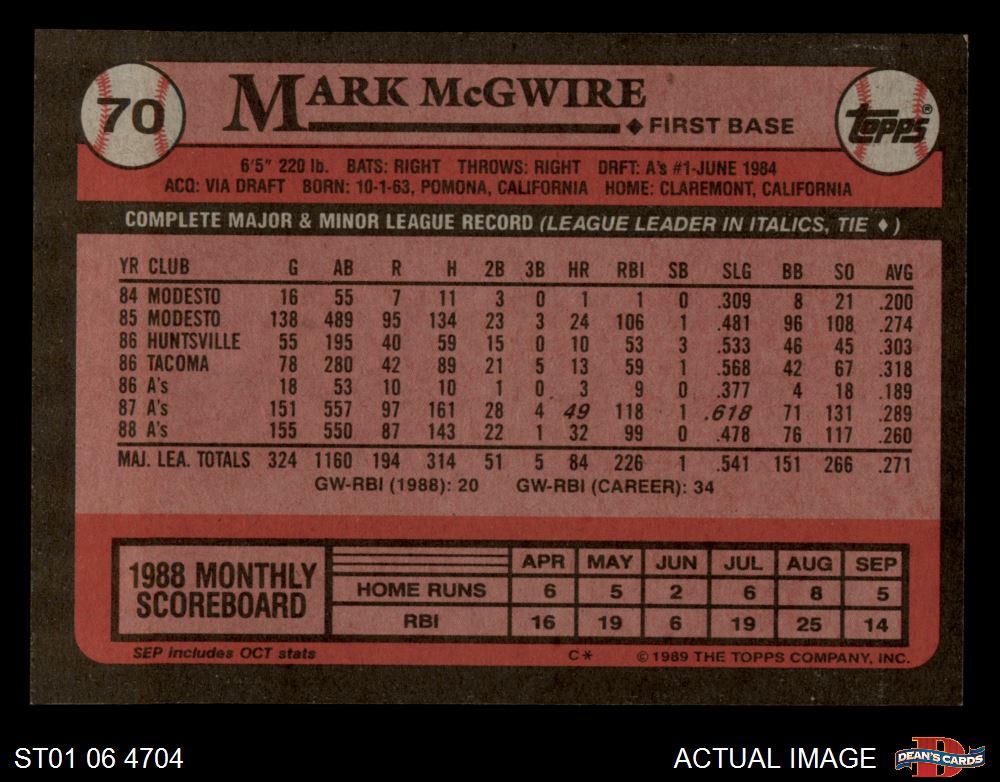 70
MARK McGWIRE
◆ FIRST BASE
Topps®
6'5" 220 lb. BATS: RIGHT THROWS: RIGHT DRFT: A's #1-JUNE 1984
ACQ: VIA DRAFT BORN: 10-1-63, POMONA, CALIFORNIA HOME: CLAREMONT, CALIFORNIA
COMPLETE MAJOR & MINOR LEAGUE RECORD (LEAGUE LEADER IN ITALICS, TIE ♦ )
YR CLUB G AB R H 2B 3B HR RBI SB SLG BB SO AVG
84 MODESTO 16 55 7 11 3 0 1 1 0 .309 8 21 .200
85 MODESTO 138 489 95 134 23 3 24 106 1 .481 96 108 .274
86 HUNTSVILLE 55 195 40 59 15 0 10 53 3 .533 46 45 .303
86 TACOMA 78 280 42 89 21 5 13 59 1 .568 42 67 .318
86 A's 18 53 10 10 1 0 3 9 0 .377 4 18 .189
87 A's 151 557 97 161 28 4 49 118 1 .618 71 131 .289
88 A's 155 550 87 143 22 1 32 99 0 .478 76 117 .260
MAJ. LEA. TOTALS 324 1160 194 314 51 5 84 226 1 .541 151 266 .271
GW-RBI (1988): 20 GW-RBI (CAREER): 34
1988 MONTHLY
SCOREBOARD
APR MAY JUN JUL AUG SEP
HOME RUNS 6 5 2 6 8 5
RBI 16 19 6 19 25 14
SEP includes OCT stats
C* © 1989 THE TOPPS COMPANY, INC.
ST01 06 4704
ACTUAL IMAGE
D
DEAN'S CARDS